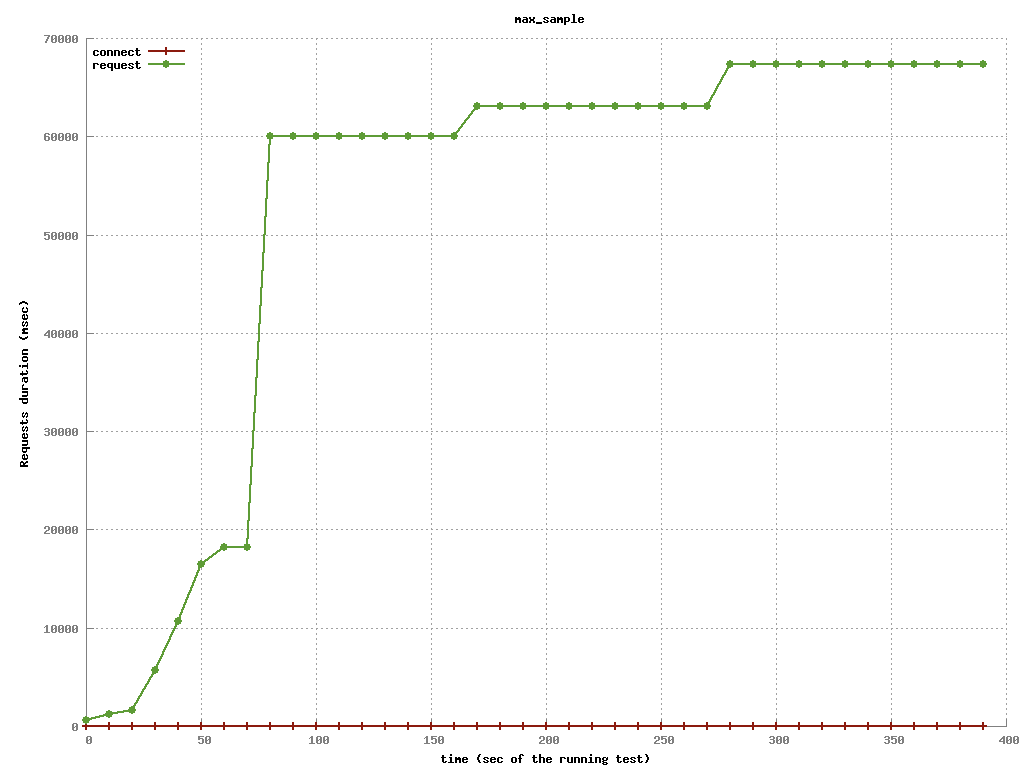 max_sample
70000
connect
request
60000
50000
40000
30000
20000
10000
0
Requests duration (msec)
0 50 100 150 200 250 300 350 400
time (sec of the running test)